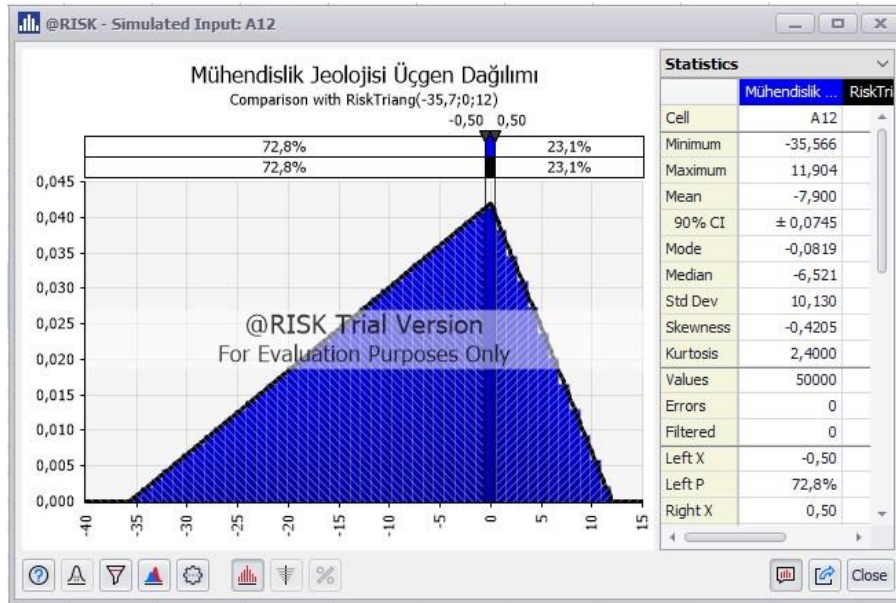 @RISK - Simulated Input: A12
Mühendislik Jeolojisi Üçgen Dağılımı
Comparison with RiskTriang(-35,7;0;12)
-0,50 0,50
72,8% 23,1%
72,8% 23,1%
0,045
0,040
0,035
0,030
0,025
0,020
0,015
0,010
0,005
0,000
-40 -35 -30 -25 -20 -15 -10 -5 0 5 10 15
@RISK Trial Version
For Evaluation Purposes Only
Statistics
Mühendislik ... RiskTri
Cell A12
Minimum -35,566
Maximum 11,904
Mean -7,900
90% CI ± 0,0745
Mode -0,0819
Median -6,521
Std Dev 10,130
Skewness -0,4205
Kurtosis 2,4000
Values 50000
Errors 0
Filtered 0
Left X -0,50
Left P 72,8%
Right X 0,50
Close